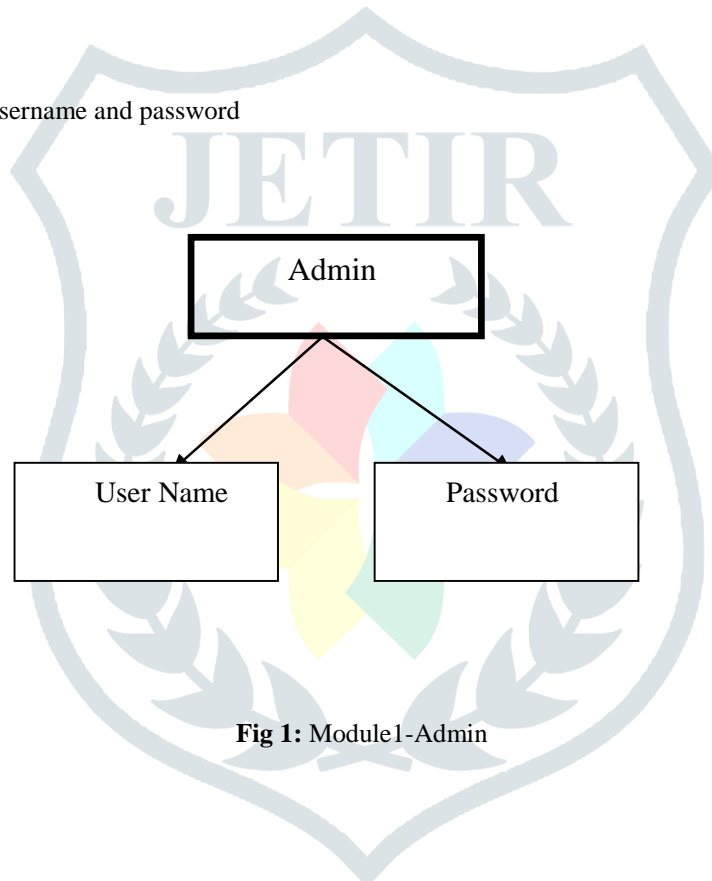 sername and password
JETIR
Admin
User Name
Password
Fig 1: Module1-Admin